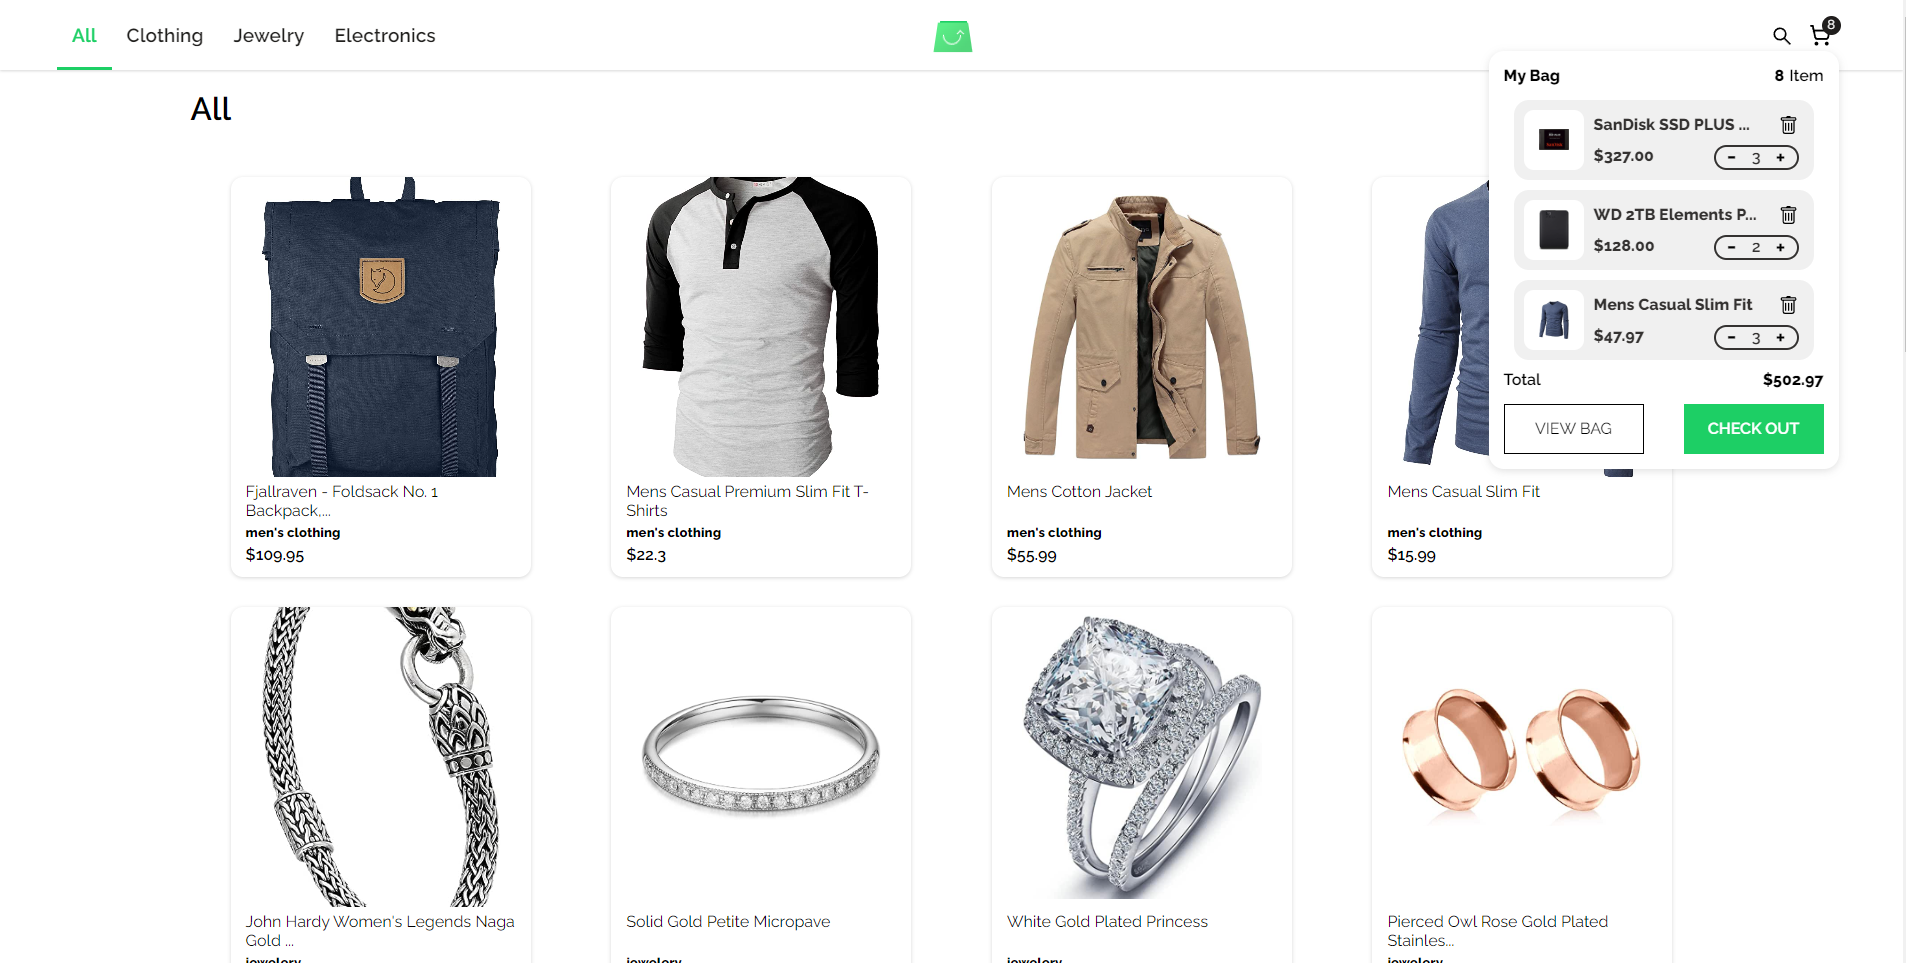 All Clothing Jewelry Electronics
8
My Bag 8 Item
SanDisk SSD PLUS ...
$327.00 - 3 +
WD 2TB Elements P...
$128.00 - 2 +
Mens Casual Slim Fit
$47.97 - 3 +
Total $502.97
VIEW BAG CHECK OUT
All
Fjallraven - Foldsack No. 1
Backpack,...
men's clothing
$109.95
Mens Casual Premium Slim Fit T-
Shirts
men's clothing
$22.3
Mens Cotton Jacket
men's clothing
$55.99
Mens Casual Slim Fit
men's clothing
$15.99
John Hardy Women's Legends Naga
Gold ...
jewelery
Solid Gold Petite Micropave
jewelery
White Gold Plated Princess
jewelery
Pierced Owl Rose Gold Plated
Stainles...
jewelery